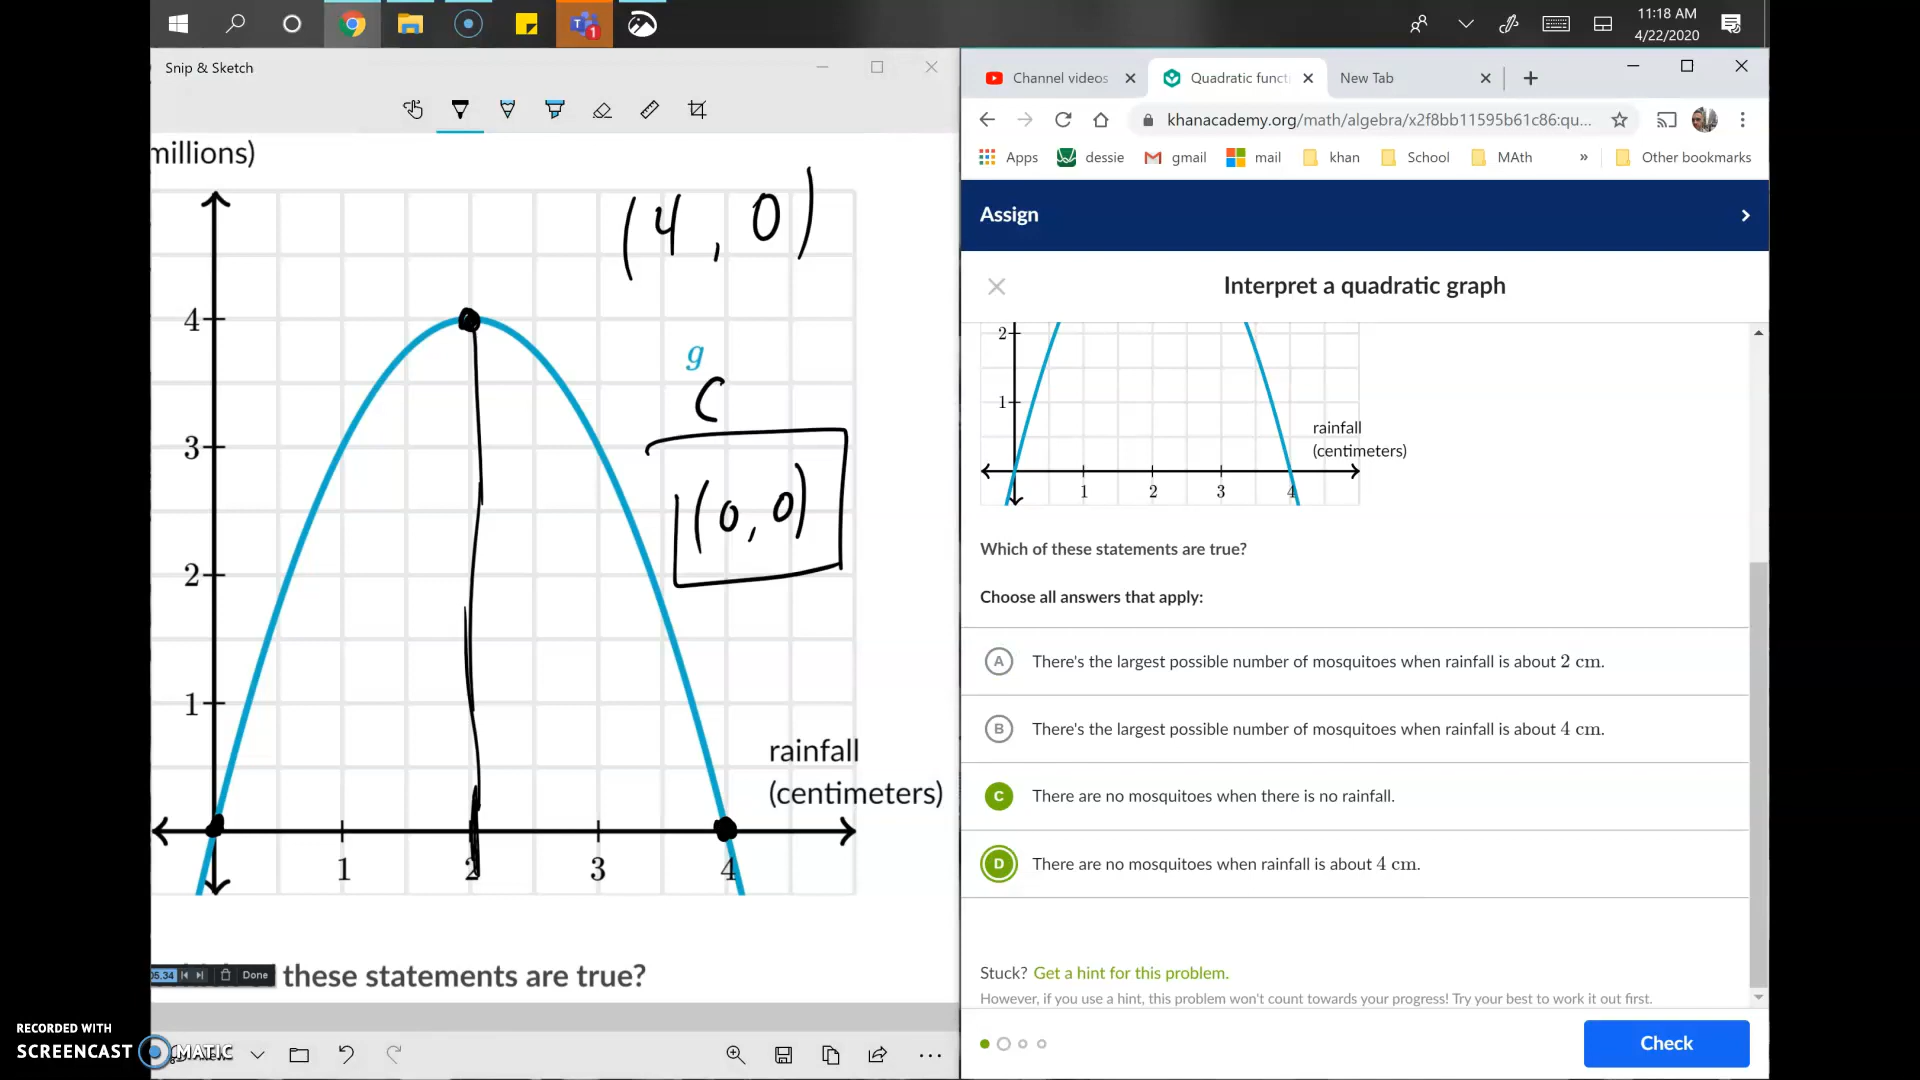 11:18 AM
4/22/2020
Snip & Sketch
millions)
(4, 0)
4
g
C
3
(0, 0)
2
1
rainfall
(centimeters)
1
2
3
4
05.34
Done
these statements are true?
RECORDED WITH
SCREENCAST MATIC
Channel videos
Quadratic functi
New Tab
khanacademy.org/math/algebra/x2f8bb11595b61c86:qu...
Apps
dessie
gmail
mail
khan
School
MAth
»
Other bookmarks
Assign
Interpret a quadratic graph
2
1
rainfall
(centimeters)
1
2
3
4
Which of these statements are true?
Choose all answers that apply:
A There's the largest possible number of mosquitoes when rainfall is about 2 cm.
B There's the largest possible number of mosquitoes when rainfall is about 4 cm.
C There are no mosquitoes when there is no rainfall.
D There are no mosquitoes when rainfall is about 4 cm.
Stuck? Get a hint for this problem.
However, if you use a hint, this problem won't count towards your progress! Try your best to work it out first.
Check